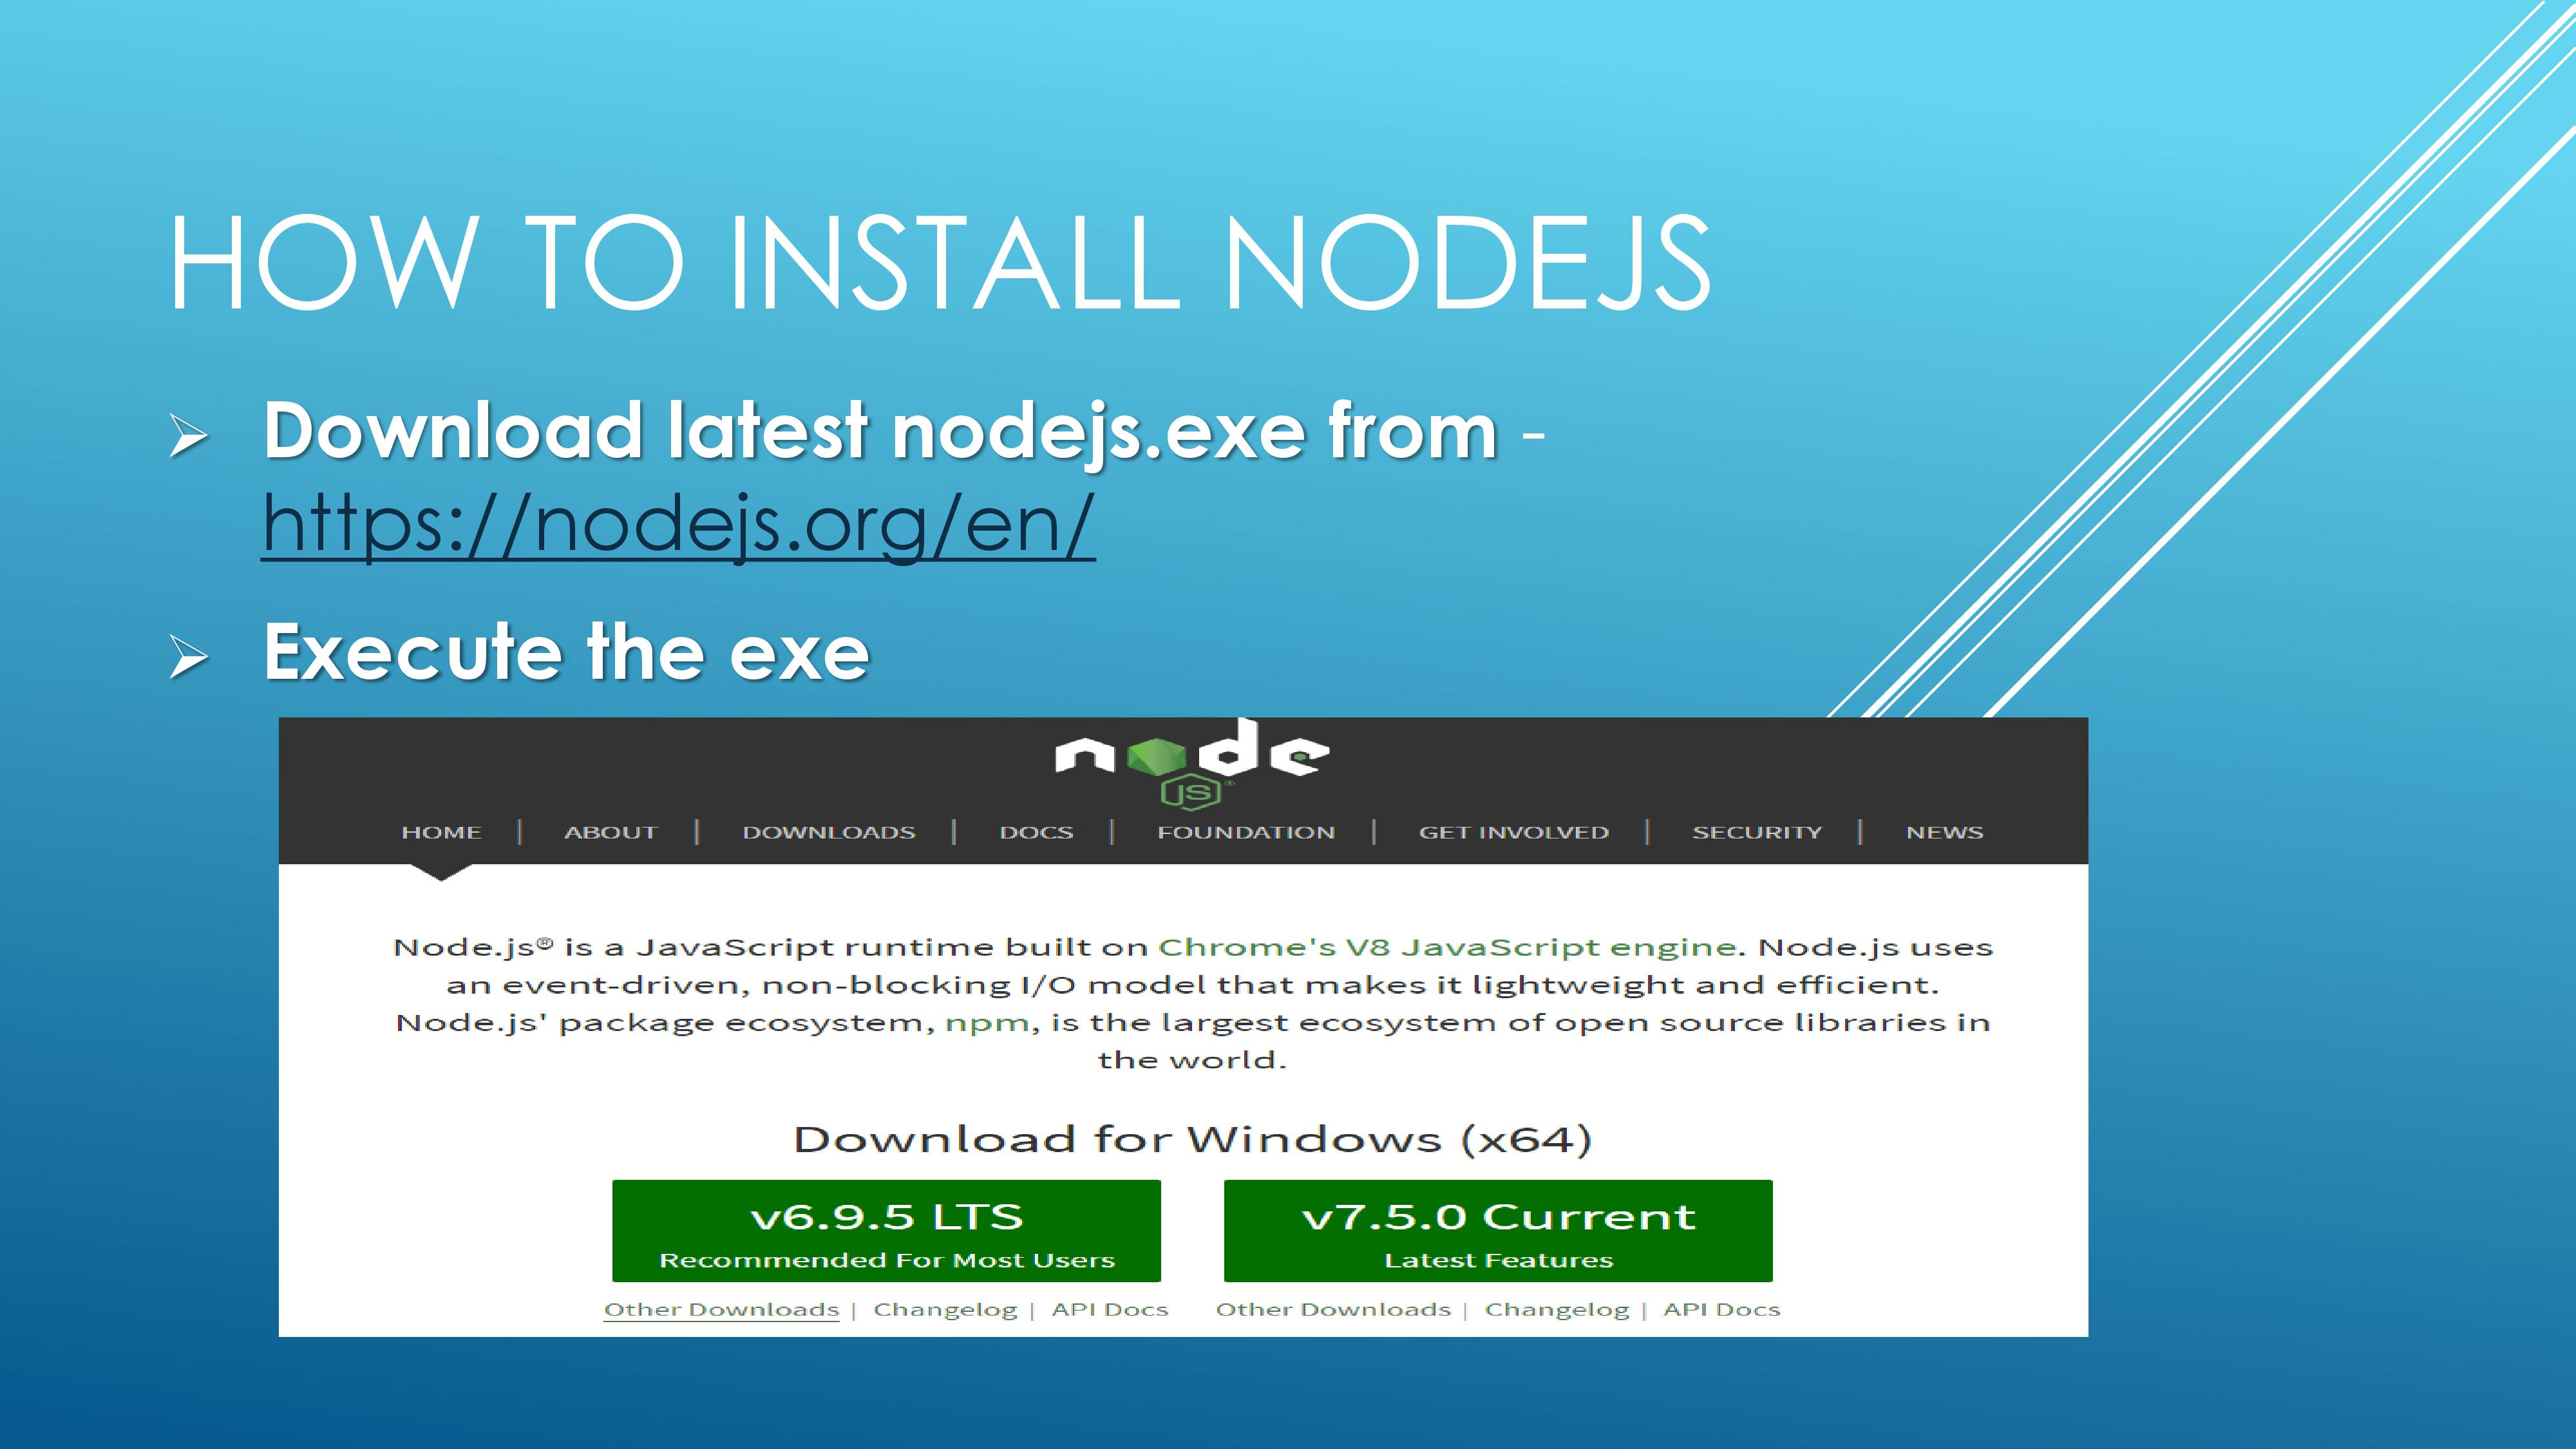 HOW TO INSTALL NODEJS
Download latest nodejs.exe from -
https://nodejs.org/en/
Execute the exe
node
JS®
HOME | ABOUT | DOWNLOADS | DOCS | FOUNDATION | GET INVOLVED | SECURITY | NEWS
Node.js® is a JavaScript runtime built on Chrome's V8 JavaScript engine. Node.js uses
an event-driven, non-blocking I/O model that makes it lightweight and efficient.
Node.js' package ecosystem, npm, is the largest ecosystem of open source libraries in
the world.
Download for Windows (x64)
v6.9.5 LTS
Recommended For Most Users
v7.5.0 Current
Latest Features
Other Downloads | Changelog | API Docs
Other Downloads | Changelog | API Docs